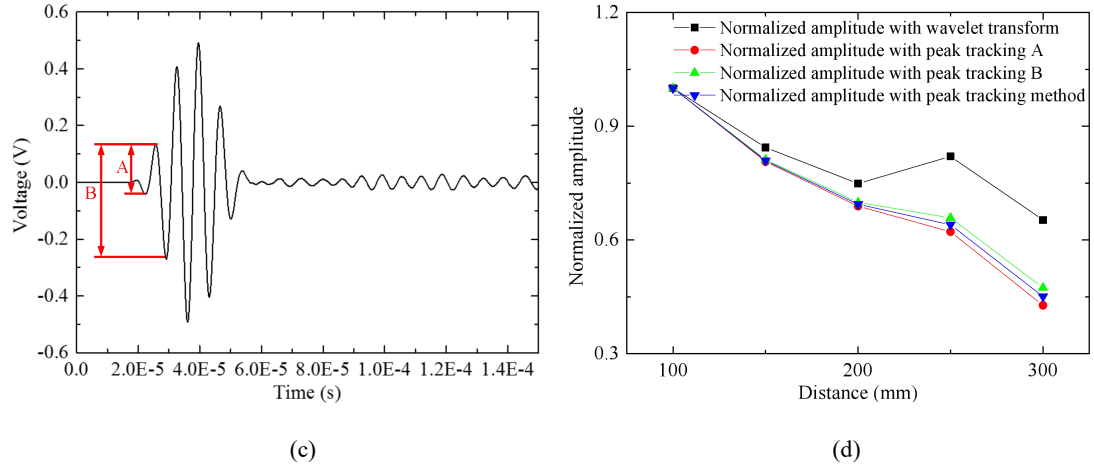 0.6
0.4
0.2
0.0
-0.2
-0.4
-0.6
Voltage (V)
A
B
0.0
2.0E-5
4.0E-5
6.0E-5
8.0E-5
1.0E-4
1.2E-4
1.4E-4
Time (s)
(c)
1.2
0.9
0.6
0.3
Normalized amplitude
Normalized amplitude with wavelet transform
Normalized amplitude with peak tracking A
Normalized amplitude with peak tracking B
Normalized amplitude with peak tracking method
100
200
300
Distance (mm)
(d)